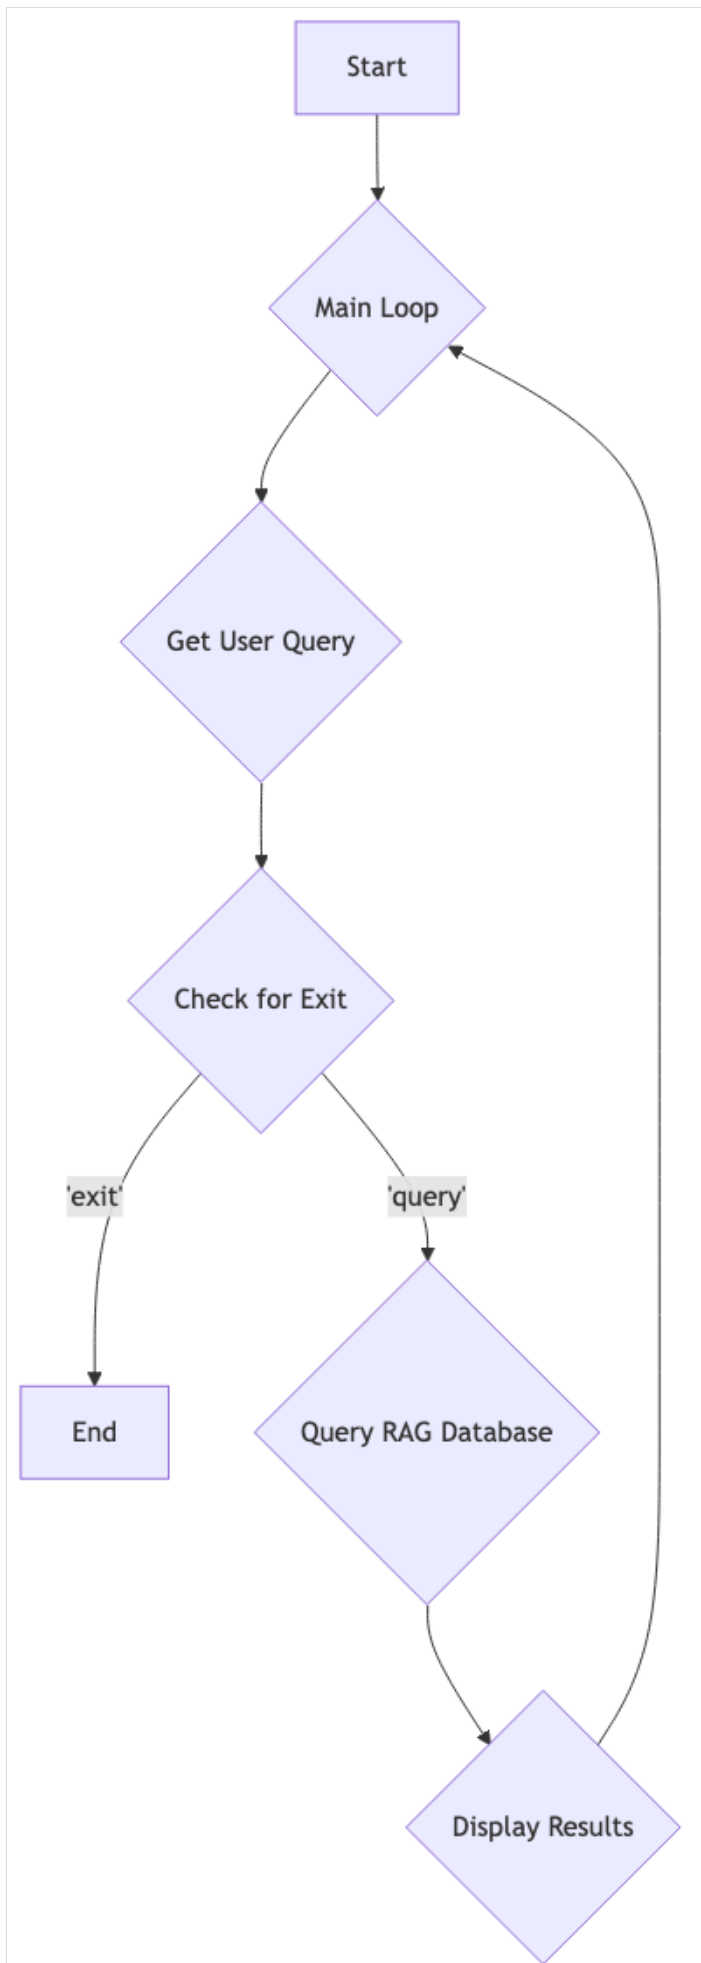 Start
Main Loop
Get User Query
Check for Exit
'exit'
'query'
End
Query RAG Database
Display Results